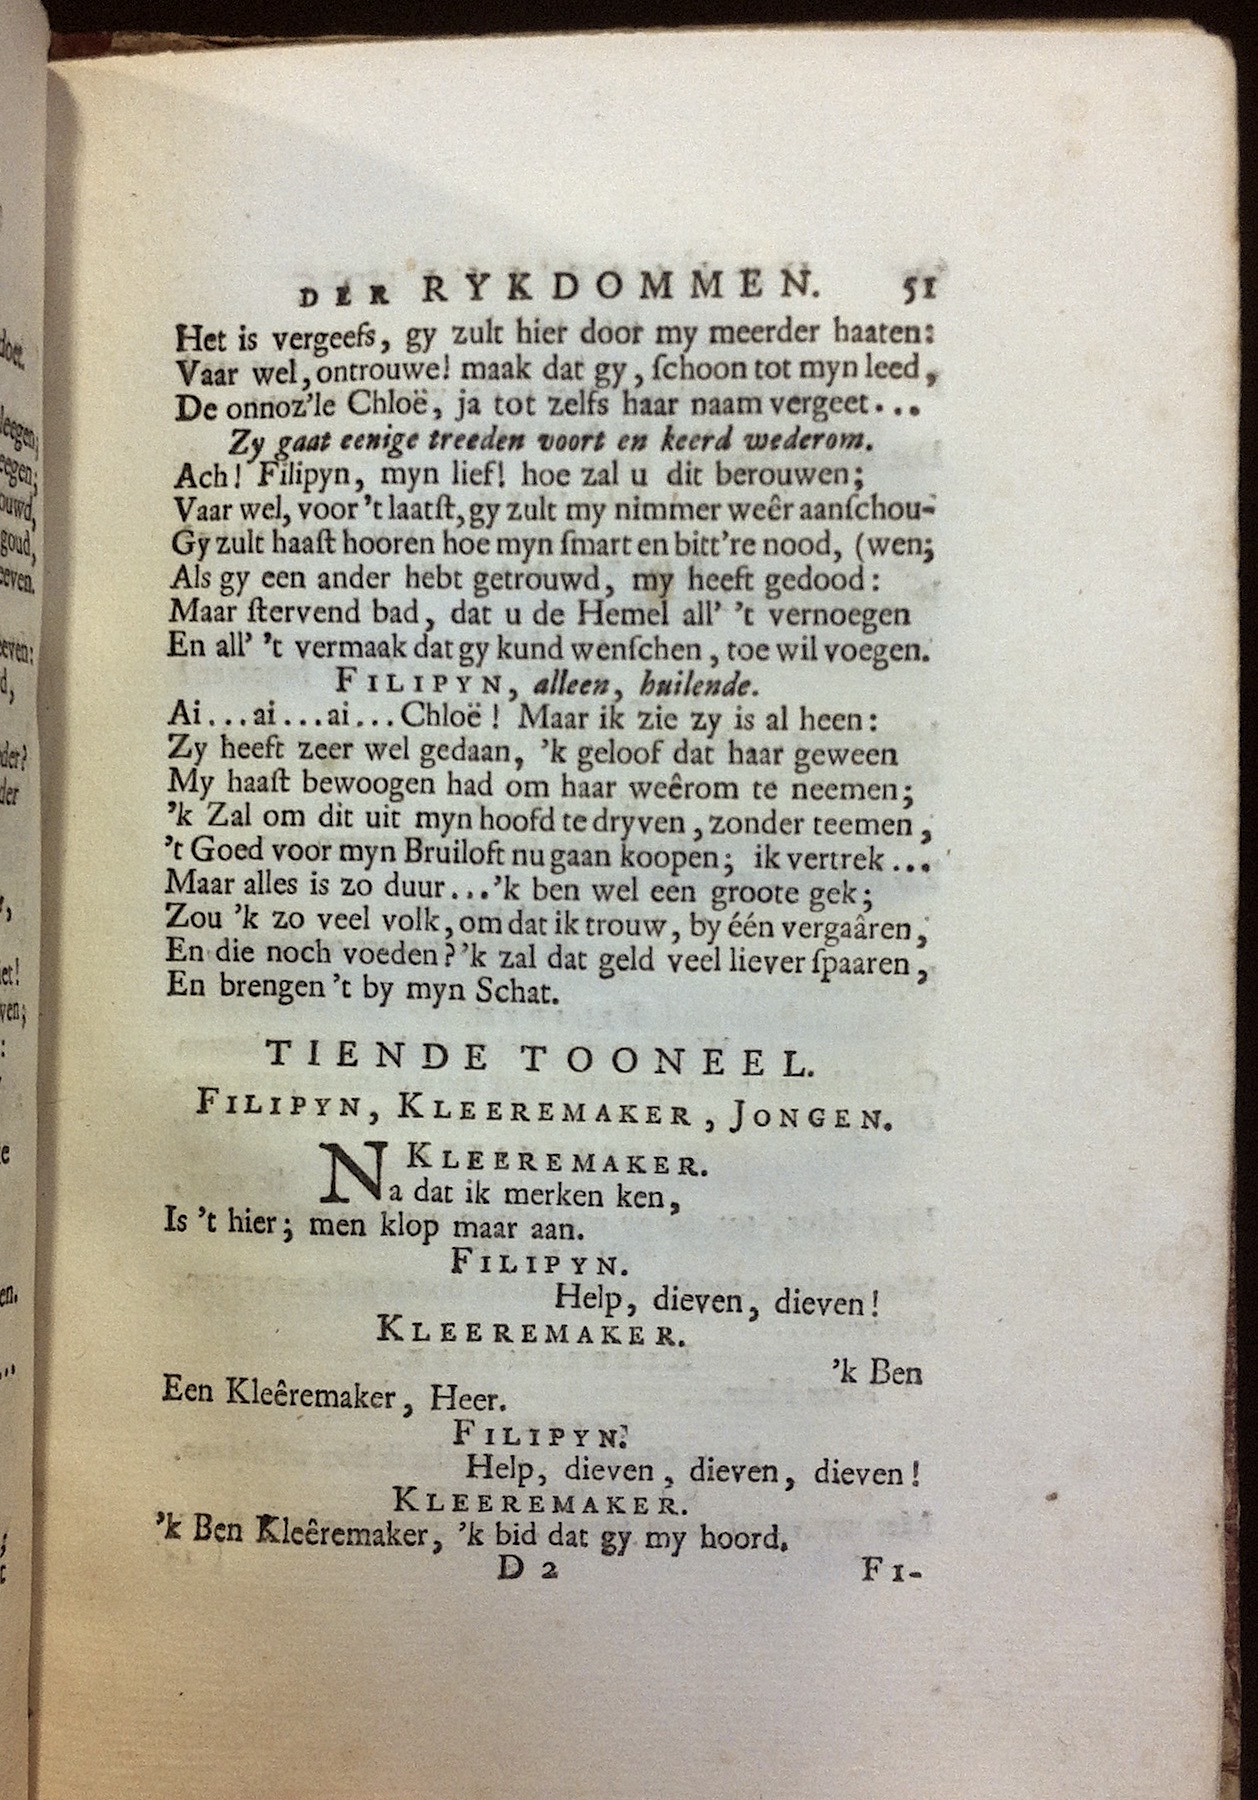 DER RYKDOMMEN. 51
Het is vergeefs, gy zult hier door my meerder haaten:
Vaar wel, ontrouwe! maak dat gy, ſchoon tot myn leed,
De onnoz'le Chloë, ja tot zelfs haar naam vergeet...
Zy gaat eenige treeden voort en keerd wederom.
Ach! Filipyn, myn lief! hoe zal u dit berouwen;
Vaar wel, voor 't laatſt, gy zult my nimmer weêr aanſchou-
Gy zult haaſt hooren hoe myn ſmart en bitt're nood, (wen;
Als gy een ander hebt getrouwd, my heeft gedood:
Maar ſtervend bad, dat u de Hemel all' 't vernoegen
En all' 't vermaak dat gy kund wenſchen, toe wil voegen.
FILIPYN, alleen, huilende.
Ai...ai...ai...Chloë! Maar ik zie zy is al heen:
Zy heeft zeer wel gedaan, 'k geloof dat haar geween
My haaſt bewoogen had om haar weêrom te neemen;
'k Zal om dit uit myn hoofd te dryven, zonder teemen,
't Goed voor myn Bruiloft nu gaan koopen; ik vertrek...
Maar alles is zo duur...'k ben wel een groote gek;
Zou 'k zo veel volk, om dat ik trouw, by één vergaâren,
En die noch voeden? 'k zal dat geld veel liever ſpaaren,
En brengen 't by myn Schat.
TIENDE TOONEEL.
FILIPYN, KLEEREMAKER, JONGEN.
KLEEREMAKER.
Na dat ik merken ken,
Is 't hier; men klop maar aan.
FILIPYN.
Help, dieven, dieven!
KLEEREMAKER.
'k Ben
Een Kleêremaker, Heer.
FILIPYN.
Help, dieven, dieven, dieven!
KLEEREMAKER.
'k Ben Kleêremaker, 'k bid dat gy my hoord.
D 2 FI-